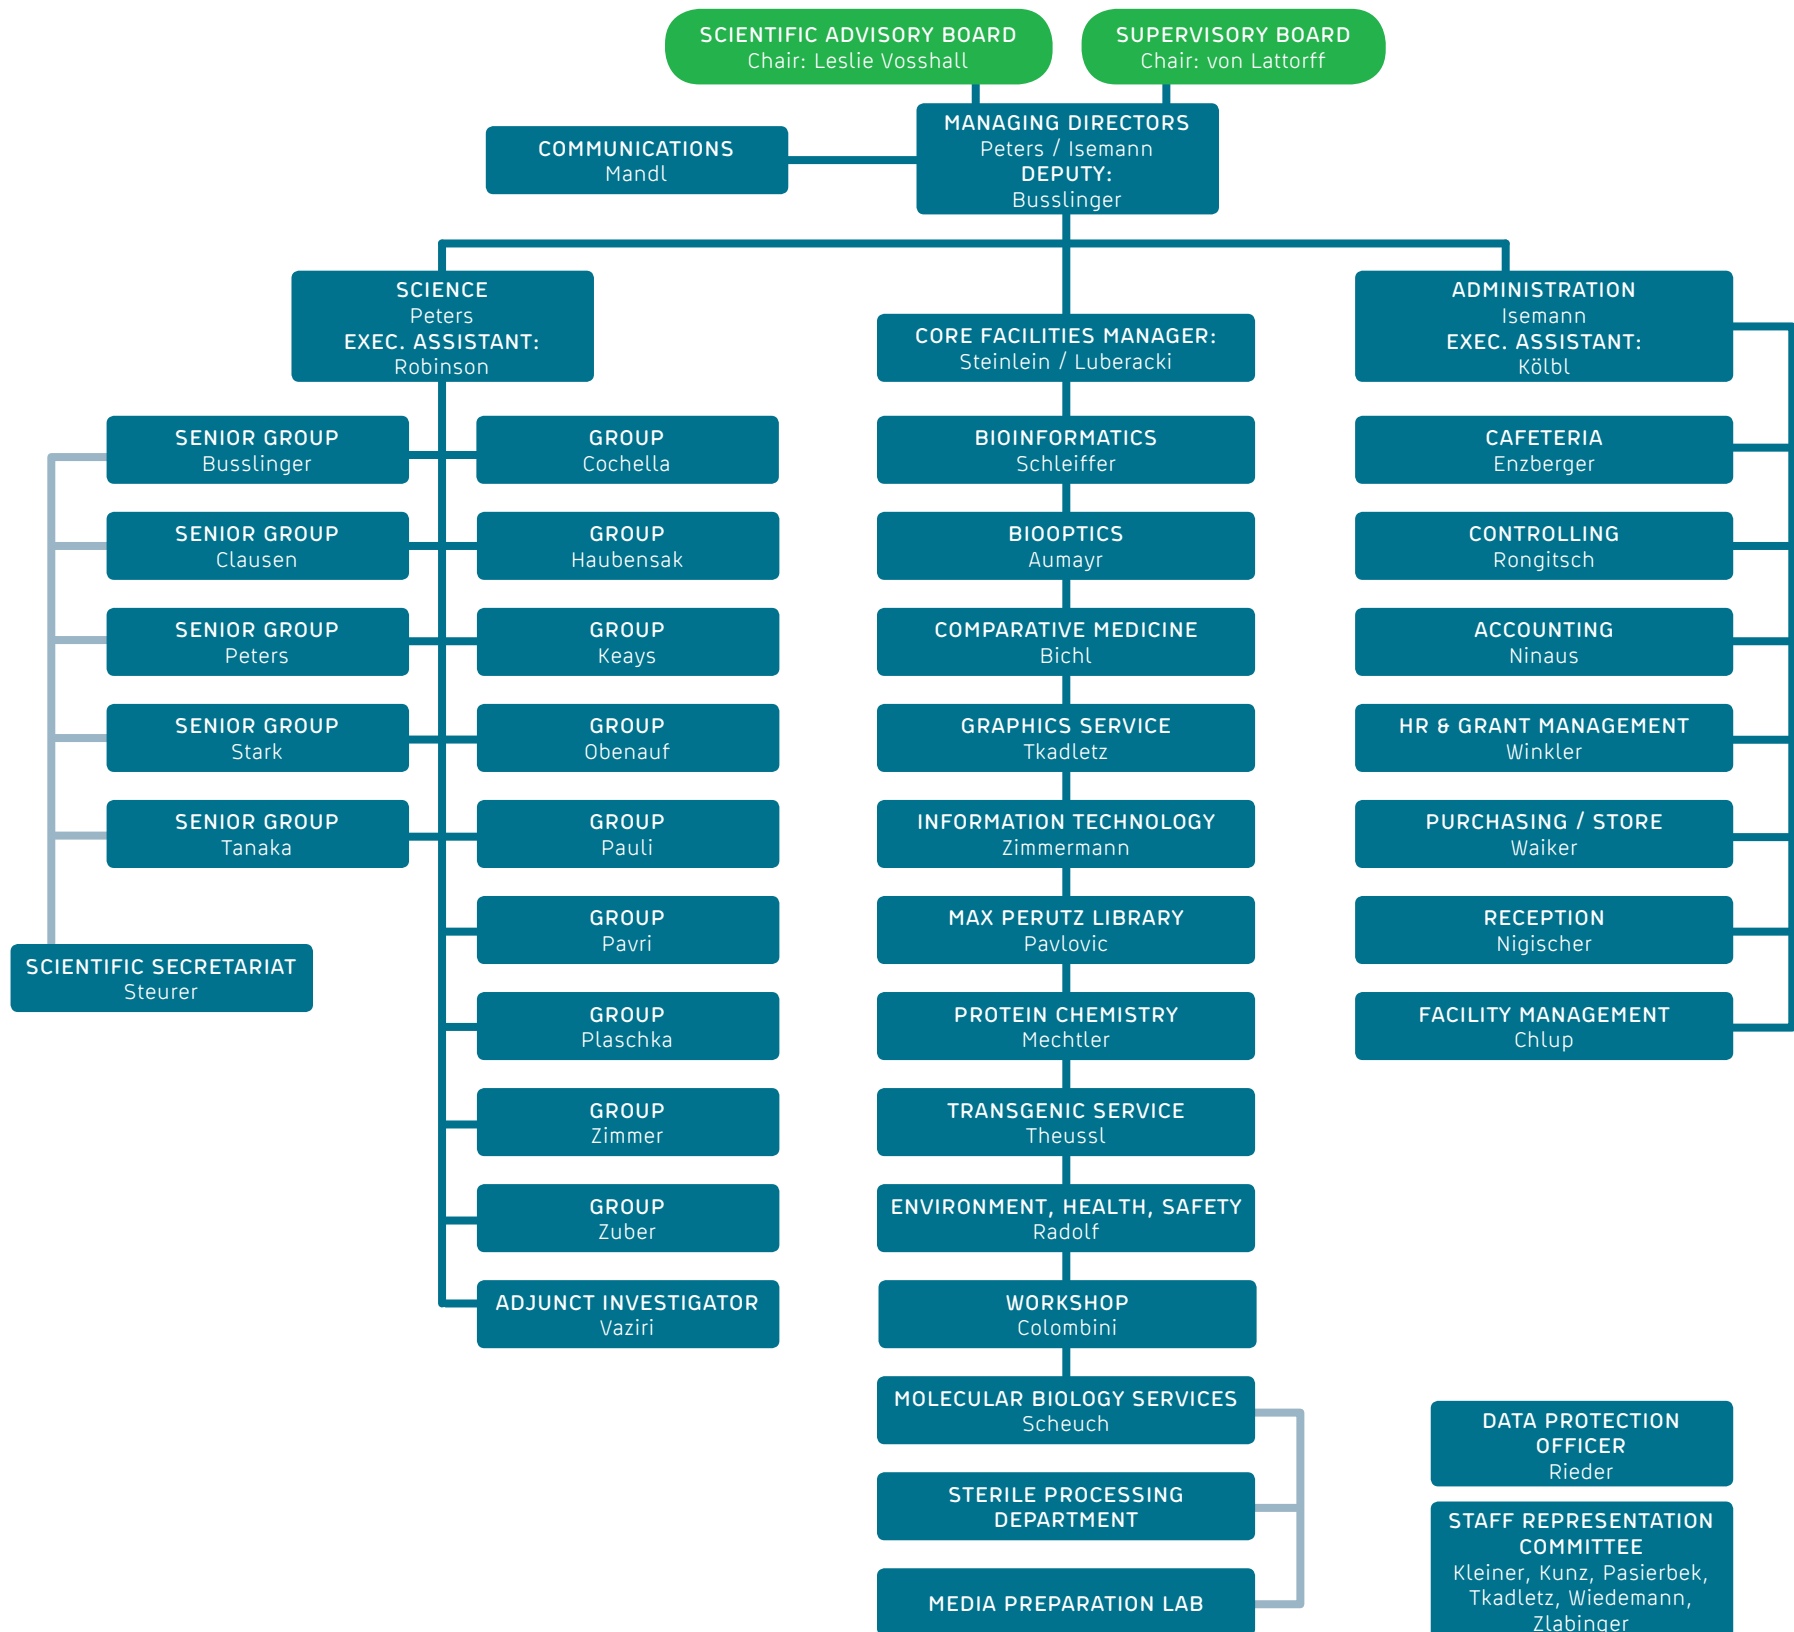 SCIENTIFIC ADVISORY BOARD
Chair: Leslie Vosshall
SUPERVISORY BOARD
Chair: von Lattorff
COMMUNICATIONS
Mandl
MANAGING DIRECTORS
Peters / Isemann
DEPUTY:
Busslinger
SCIENCE
Peters
EXEC. ASSISTANT:
Robinson
SENIOR GROUP
Busslinger
SENIOR GROUP
Clausen
SENIOR GROUP
Peters
SENIOR GROUP
Stark
SENIOR GROUP
Tanaka
SCIENTIFIC SECRETARIAT
Steurer
GROUP
Cochella
GROUP
Haubensak
GROUP
Keays
GROUP
Obenauf
GROUP
Pauli
GROUP
Pavri
GROUP
Plaschka
GROUP
Zimmer
GROUP
Zuber
ADJUNCT INVESTIGATOR
Vaziri
CORE FACILITIES MANAGER:
Steinlein / Luberacki
BIOINFORMATICS
Schleiffer
BIOOPTICS
Aumayr
COMPARATIVE MEDICINE
Bichl
GRAPHICS SERVICE
Tkadletz
INFORMATION TECHNOLOGY
Zimmermann
MAX PERUTZ LIBRARY
Pavlovic
PROTEIN CHEMISTRY
Mechtler
TRANSGENIC SERVICE
Theussl
ENVIRONMENT, HEALTH, SAFETY
Radolf
WORKSHOP
Colombini
MOLECULAR BIOLOGY SERVICES
Scheuch
STERILE PROCESSING
DEPARTMENT
MEDIA PREPARATION LAB
ADMINISTRATION
Isemann
EXEC. ASSISTANT:
Kölbl
CAFETERIA
Enzberger
CONTROLLING
Rongitsch
ACCOUNTING
Ninaus
HR & GRANT MANAGEMENT
Winkler
PURCHASING / STORE
Waiker
RECEPTION
Nigischer
FACILITY MANAGEMENT
Chlup
DATA PROTECTION
OFFICER
Rieder
STAFF REPRESENTATION
COMMITTEE
Kleiner, Kunz, Pasierbek,
Tkadletz, Wiedemann,
Zlabinger